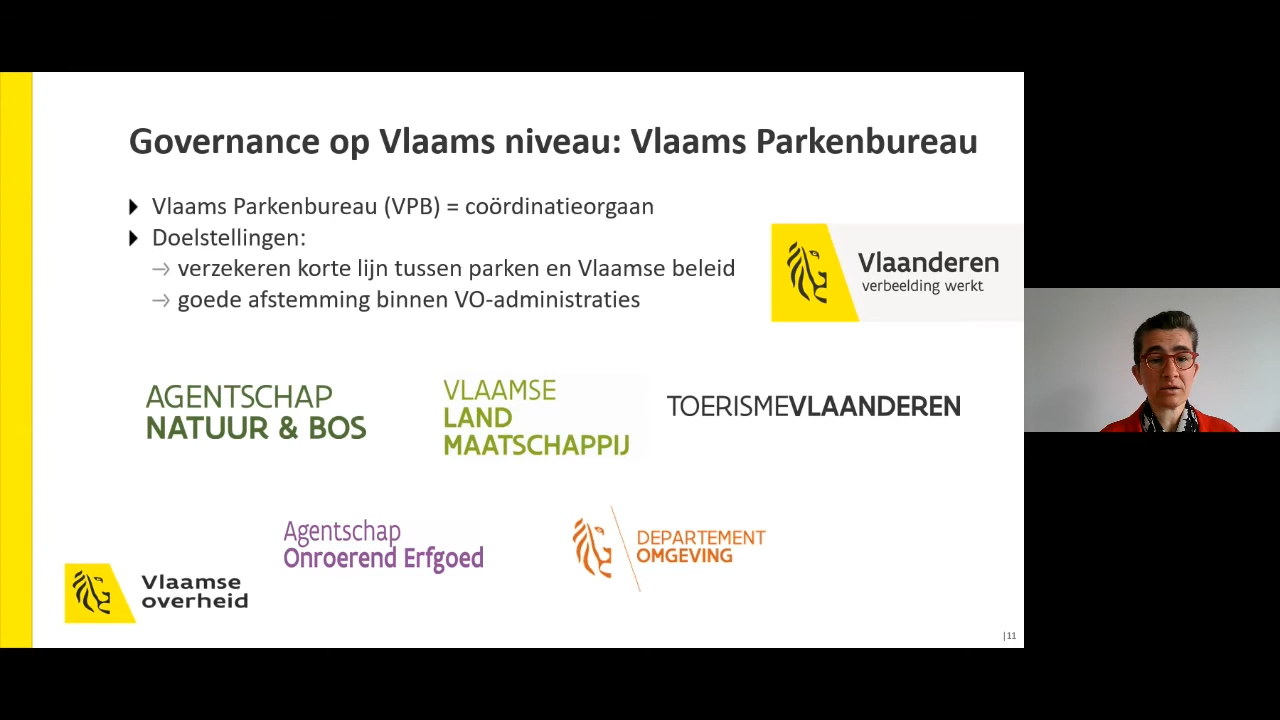 Governance op Vlaams niveau: Vlaams Parkenbureau
Vlaams Parkenbureau (VPB) = coördinatieorgaan
Doelstellingen:
→ verzekeren korte lijn tussen parken en Vlaamse beleid
→ goede afstemming binnen VO-administraties
Vlaanderen
verbeelding werkt
AGENTSCHAP
NATUUR & BOS
VLAAMSE
LAND
MAATSCHAPPIJ
TOERISMEVLAANDEREN
Agentschap
Onroerend Erfgoed
DEPARTEMENT
OMGEVING
Vlaamse
overheid
|11